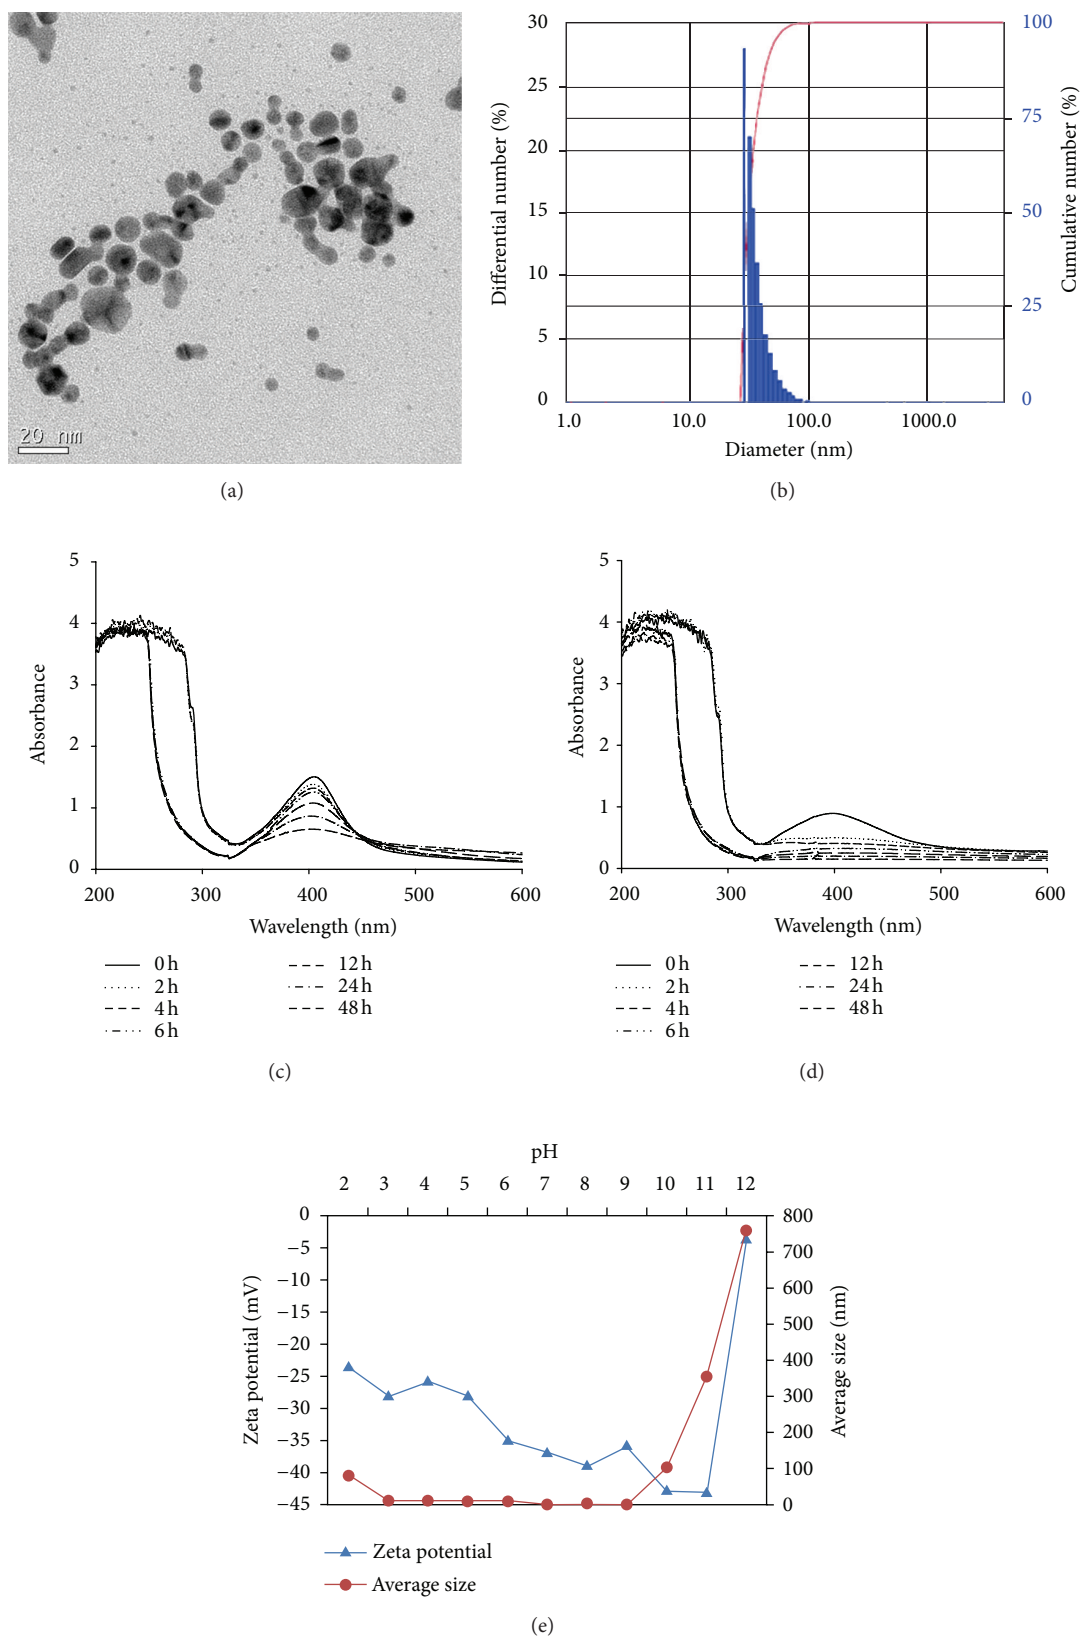 20 nm
(a)
Differential number (%)
30
25
20
15
10
5
0
100
75
50
25
0
Cumulative number (%)
1.0
10.0
100.0
1000.0
Diameter (nm)
(b)
Absorbance
5
4
3
2
1
0
200
300
400
500
600
Wavelength (nm)
0 h
2 h
4 h
6 h
12 h
24 h
48 h
(c)
Absorbance
5
4
3
2
1
0
200
300
400
500
600
Wavelength (nm)
0 h
2 h
4 h
6 h
12 h
24 h
48 h
(d)
pH
2
3
4
5
6
7
8
9
10
11
12
Zeta potential (mV)
0
−5
−10
−15
−20
−25
−30
−35
−40
−45
800
700
600
500
400
300
200
100
0
Average size (nm)
Zeta potential
Average size
(e)